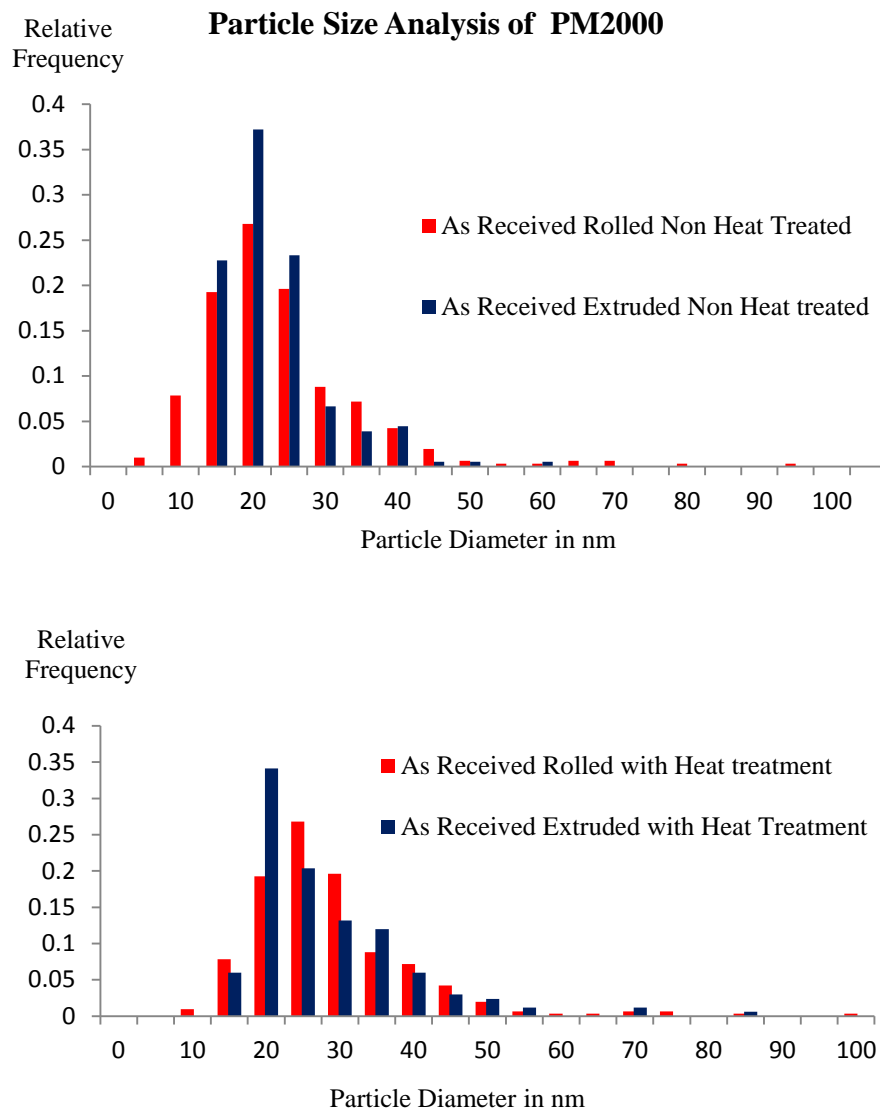 Particle Size Analysis of PM2000
Relative
Frequency
0.4
0.35
0.3
0.25
0.2
0.15
0.1
0.05
0
As Received Rolled Non Heat Treated
As Received Extruded Non Heat treated
0 10 20 30 40 50 60 70 80 90 100
Particle Diameter in nm
Relative
Frequency
0.4
0.35
0.3
0.25
0.2
0.15
0.1
0.05
0
As Received Rolled with Heat treatment
As Received Extruded with Heat Treatment
0 10 20 30 40 50 60 70 80 90 100
Particle Diameter in nm